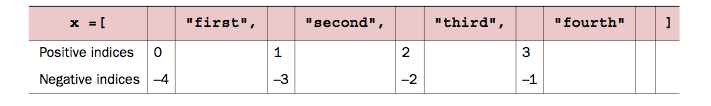 x =[ "first", "second", "third", "fourth" ]
Positive indices 0 1 2 3
Negative indices –4 –3 –2 –1